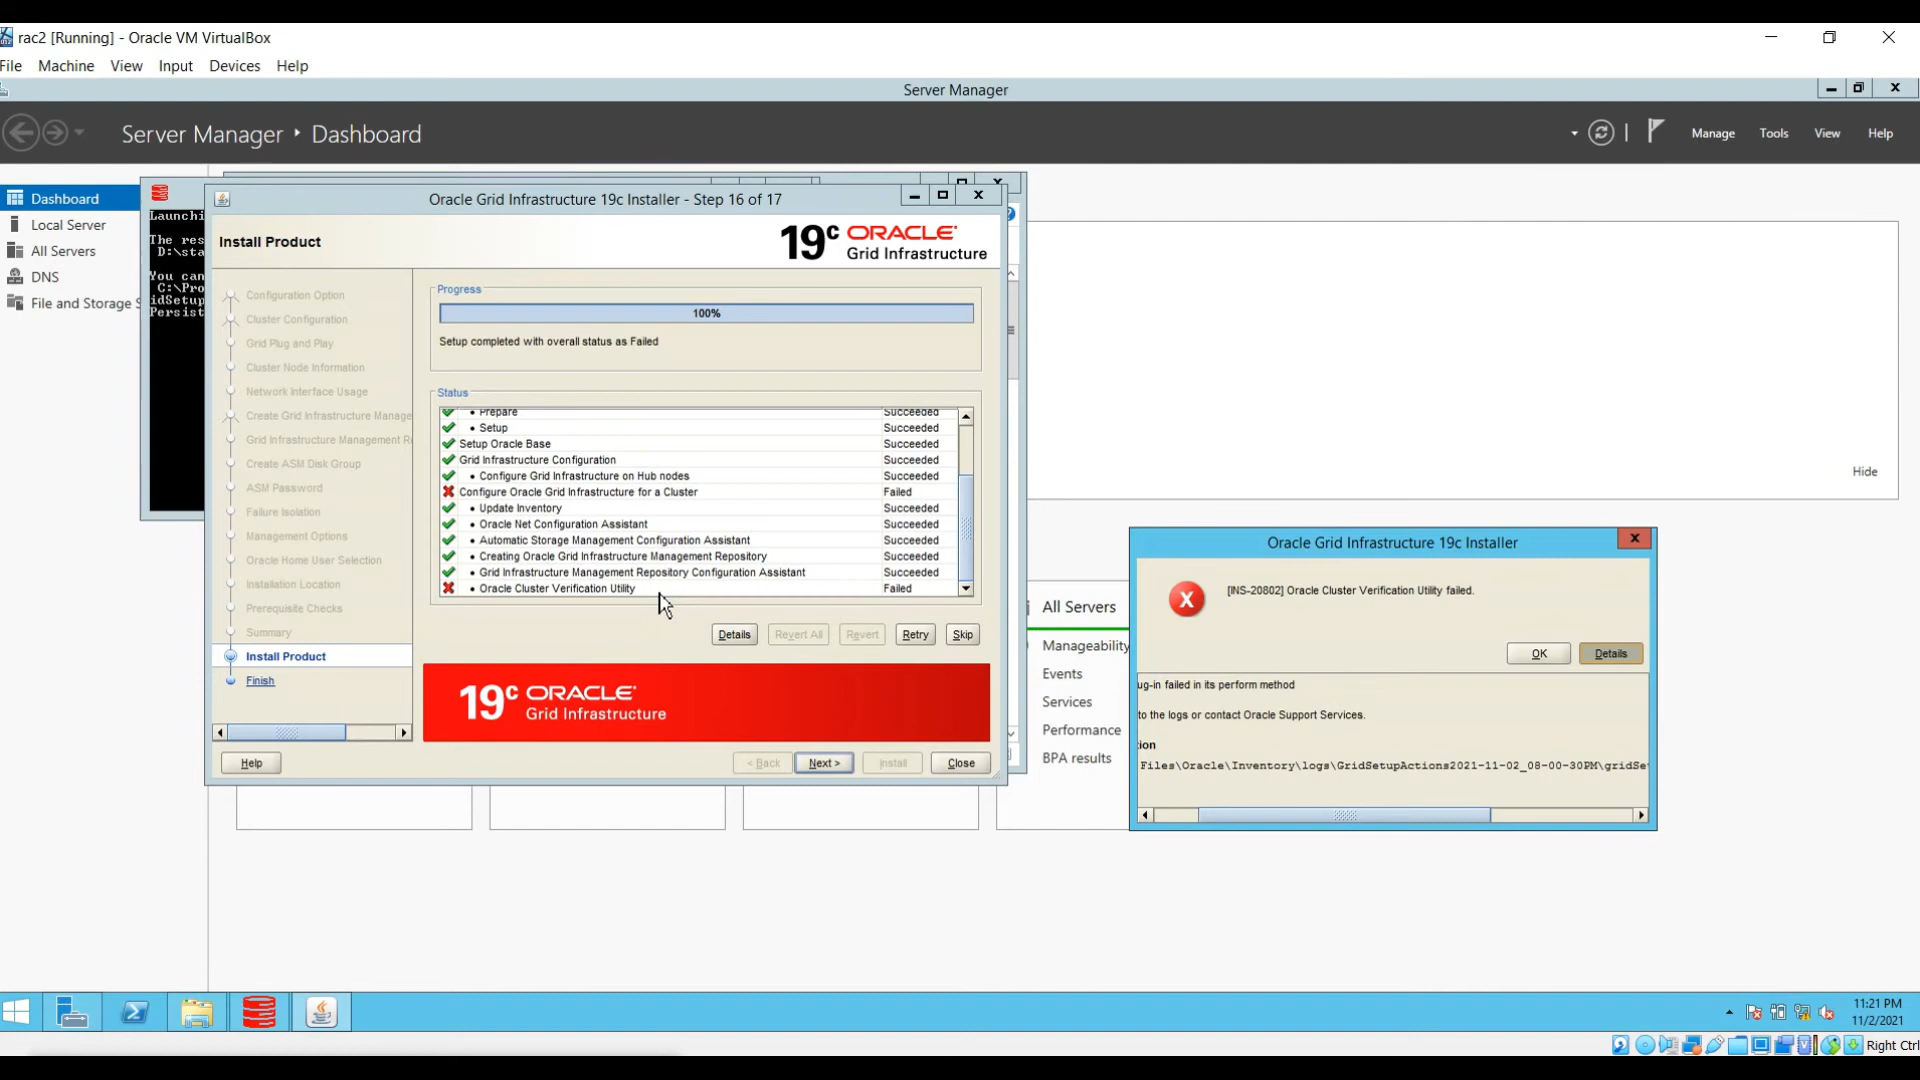 rac2 [Running] - Oracle VM VirtualBox
File Machine View Input Devices Help
Server Manager
Server Manager • Dashboard
Manage Tools View Help
Dashboard
Local Server
All Servers
DNS
File and Storage S
Launchi
The res
D:\sta
You can
C:\Pro
idSetup
Persist
Oracle Grid Infrastructure 19c Installer - Step 16 of 17
Install Product
19c ORACLE
Grid Infrastructure
Configuration Option
Cluster Configuration
Grid Plug and Play
Cluster Node Information
Network Interface Usage
Create Grid Infrastructure Manage
Grid Infrastructure Management R
Create ASM Disk Group
ASM Password
Failure Isolation
Management Options
Oracle Home User Selection
Installation Location
Prerequisite Checks
Summary
Install Product
Finish
Progress
100%
Setup completed with overall status as Failed
Status
• Prepare Succeeded
• Setup Succeeded
Setup Oracle Base Succeeded
Grid Infrastructure Configuration Succeeded
• Configure Grid Infrastructure on Hub nodes Succeeded
Configure Oracle Grid Infrastructure for a Cluster Failed
• Update Inventory Succeeded
• Oracle Net Configuration Assistant Succeeded
• Automatic Storage Management Configuration Assistant Succeeded
• Creating Oracle Grid Infrastructure Management Repository Succeeded
• Grid Infrastructure Management Repository Configuration Assistant Succeeded
• Oracle Cluster Verification Utility Failed
Details Revert All Revert Retry Skip
19c ORACLE
Grid Infrastructure
Help < Back Next > Install Close
Hide
All Servers
Manageability
Events
Services
Performance
BPA results
Oracle Grid Infrastructure 19c Installer
[INS-20802] Oracle Cluster Verification Utility failed.
OK Details
ug-in failed in its perform method
to the logs or contact Oracle Support Services.
ion
Files\Oracle\Inventory\logs\GridSetupActions2021-11-02_08-00-30PM\gridSe
11:21 PM
11/2/2021
Right Ctrl